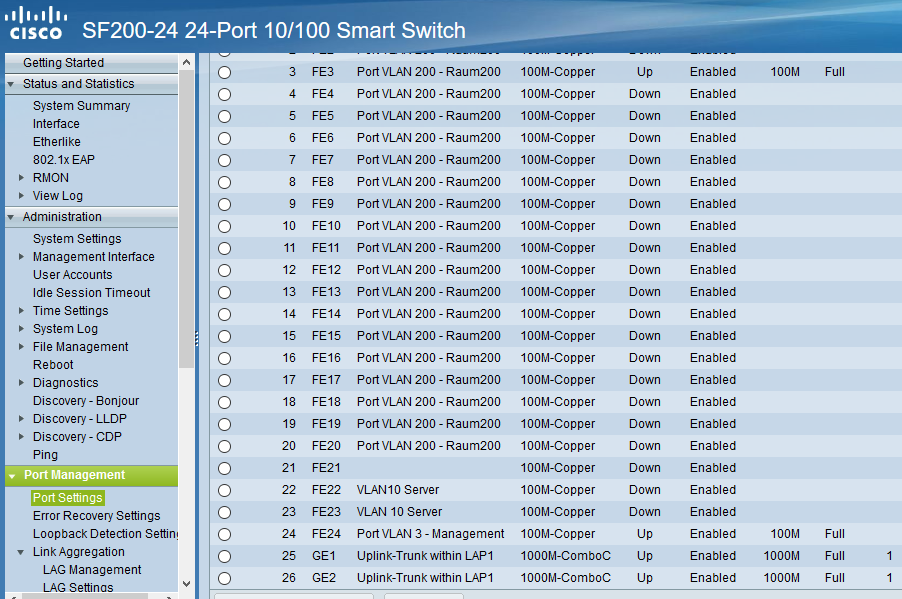 CISCO SF200-24 24-Port 10/100 Smart Switch
Getting Started
Status and Statistics
System Summary
Interface
Etherlike
802.1x EAP
RMON
View Log
Administration
System Settings
Management Interface
User Accounts
Idle Session Timeout
Time Settings
System Log
File Management
Reboot
Diagnostics
Discovery - Bonjour
Discovery - LLDP
Discovery - CDP
Ping
Port Management
Port Settings
Error Recovery Settings
Loopback Detection Settin
Link Aggregation
LAG Management
LAG Settings
3 FE3 Port VLAN 200 - Raum200 100M-Copper Up Enabled 100M Full
4 FE4 Port VLAN 200 - Raum200 100M-Copper Down Enabled
5 FE5 Port VLAN 200 - Raum200 100M-Copper Down Enabled
6 FE6 Port VLAN 200 - Raum200 100M-Copper Down Enabled
7 FE7 Port VLAN 200 - Raum200 100M-Copper Down Enabled
8 FE8 Port VLAN 200 - Raum200 100M-Copper Down Enabled
9 FE9 Port VLAN 200 - Raum200 100M-Copper Down Enabled
10 FE10 Port VLAN 200 - Raum200 100M-Copper Down Enabled
11 FE11 Port VLAN 200 - Raum200 100M-Copper Down Enabled
12 FE12 Port VLAN 200 - Raum200 100M-Copper Down Enabled
13 FE13 Port VLAN 200 - Raum200 100M-Copper Down Enabled
14 FE14 Port VLAN 200 - Raum200 100M-Copper Down Enabled
15 FE15 Port VLAN 200 - Raum200 100M-Copper Down Enabled
16 FE16 Port VLAN 200 - Raum200 100M-Copper Down Enabled
17 FE17 Port VLAN 200 - Raum200 100M-Copper Down Enabled
18 FE18 Port VLAN 200 - Raum200 100M-Copper Down Enabled
19 FE19 Port VLAN 200 - Raum200 100M-Copper Down Enabled
20 FE20 Port VLAN 200 - Raum200 100M-Copper Down Enabled
21 FE21 100M-Copper Down Enabled
22 FE22 VLAN10 Server 100M-Copper Down Enabled
23 FE23 VLAN 10 Server 100M-Copper Down Enabled
24 FE24 Port VLAN 3 - Management 100M-Copper Up Enabled 100M Full
25 GE1 Uplink-Trunk within LAP1 1000M-ComboC Up Enabled 1000M Full 1
26 GE2 Uplink-Trunk within LAP1 1000M-ComboC Up Enabled 1000M Full 1